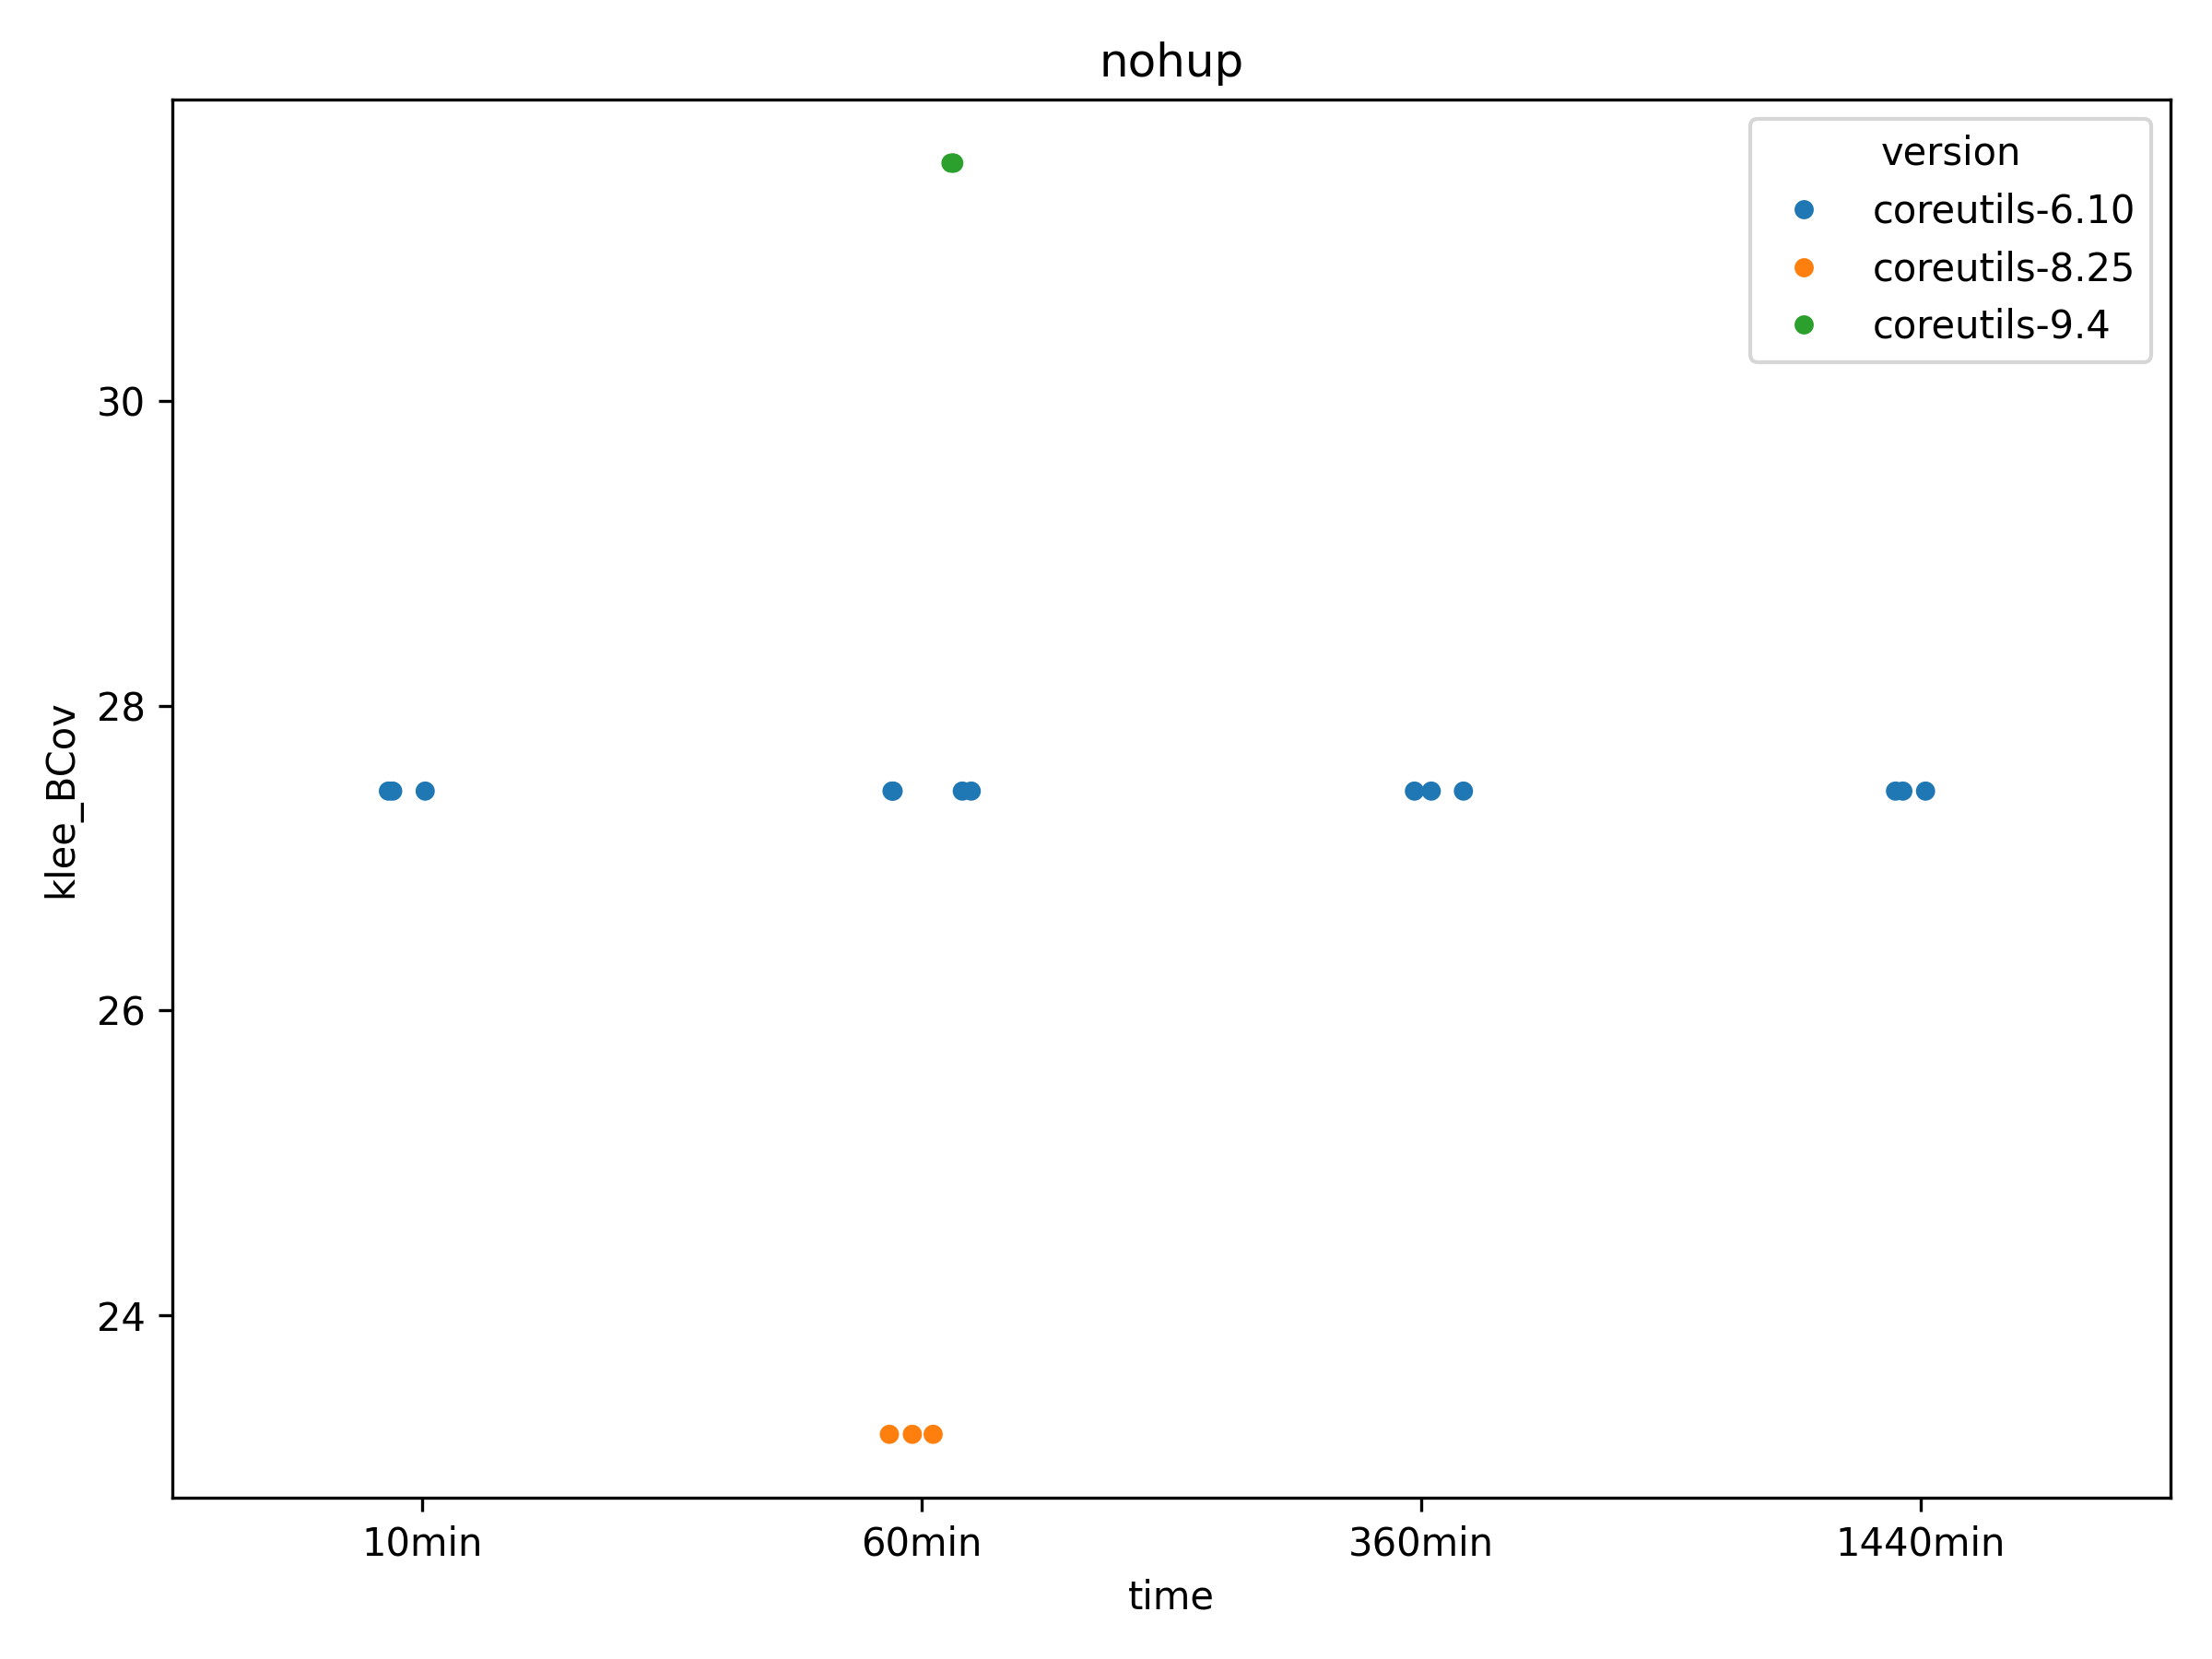 nohup
version
coreutils-6.10
coreutils-8.25
coreutils-9.4
klee_BCov
30
28
26
24
10min
60min
360min
1440min
time